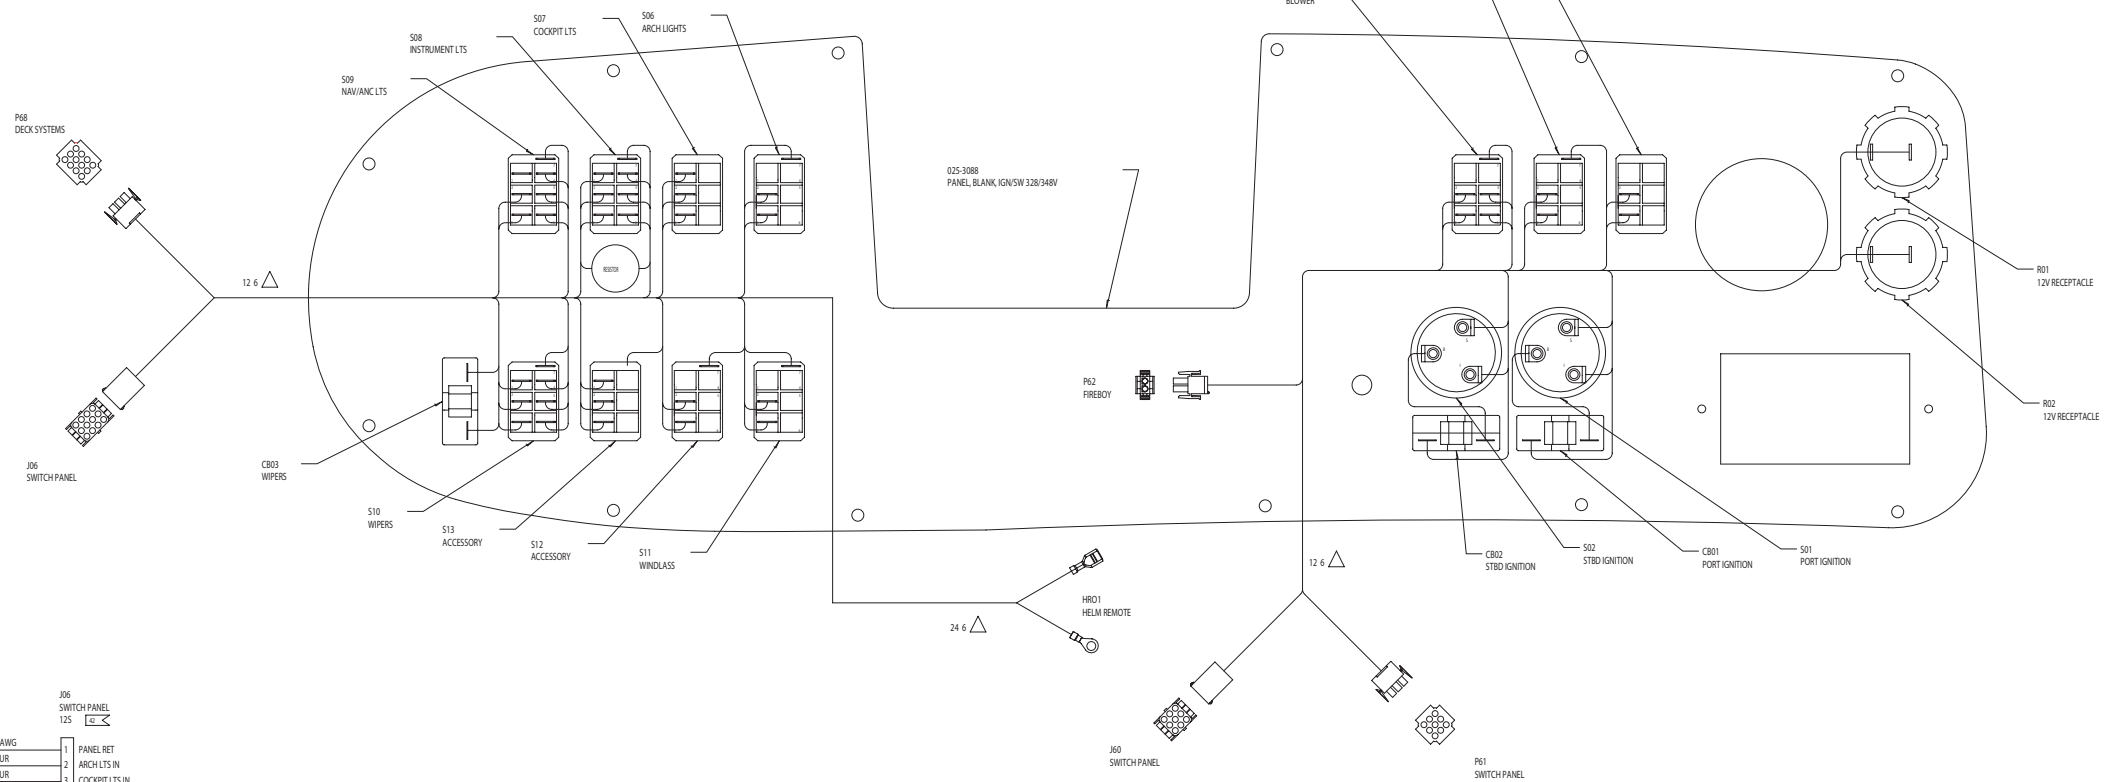 BLOWER
S06
ARCH LIGHTS
S07
COCKPIT LTS
S08
INSTRUMENT LTS
S09
NAV/ANC LTS
P68
DECK SYSTEMS
025-3088
PANEL, BLANK, IGN/SW 328/348V
RESISTOR
12 6
R01
12V RECEPTACLE
P62
FIREBOY
R02
12V RECEPTACLE
J06
SWITCH PANEL
CB03
WIPERS
S10
WIPERS
S13
ACCESSORY
S12
ACCESSORY
S11
WINDLASS
CB02
STBD IGNITION
S02
STBD IGNITION
CB01
PORT IGNITION
S01
PORT IGNITION
12 6
HRO1
HELM REMOTE
24 6
J60
SWITCH PANEL
P61
SWITCH PANEL
J06
SWITCH PANEL
12S 42
AWG 1 PANEL RET
UR 2 ARCH LTS IN
UR 3 COCKPIT LTS IN